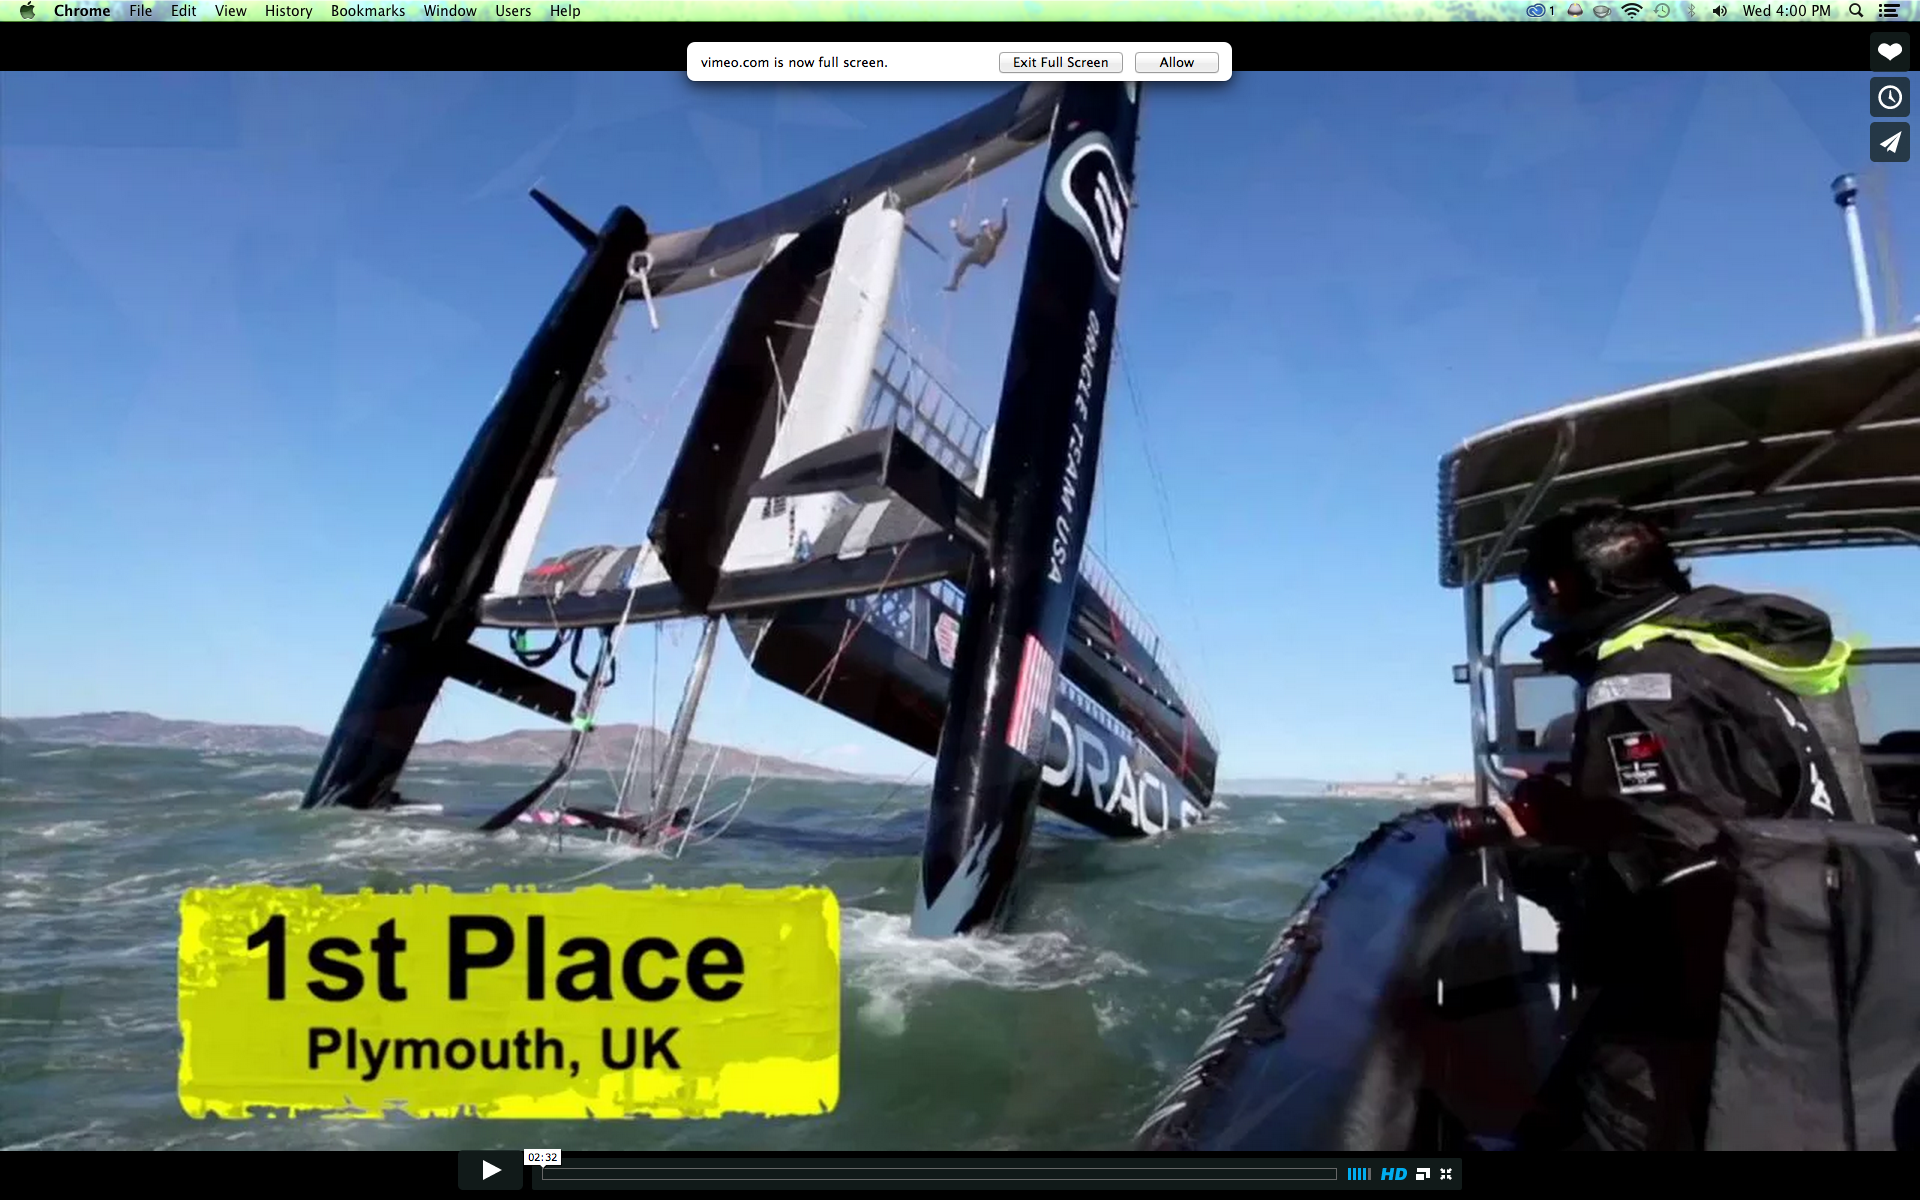 Chrome File Edit View History Bookmarks Window Users Help
1 Wed 4:00 PM
vimeo.com is now full screen. Exit Full Screen Allow
ORACLE TEAM USA
ORACLE
1st Place
Plymouth, UK
02:32
HD